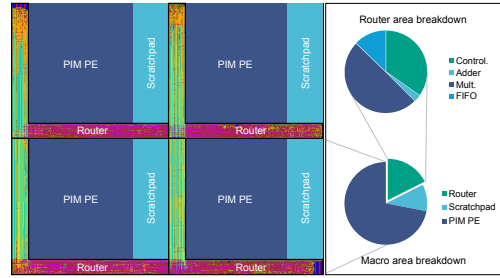 PIM PE
Scratchpad
Router
PIM PE
Scratchpad
Router
PIM PE
Scratchpad
Router
PIM PE
Scratchpad
Router
Router area breakdown
Control.
Adder
Mult.
FIFO
Router
Scratchpad
PIM PE
Macro area breakdown